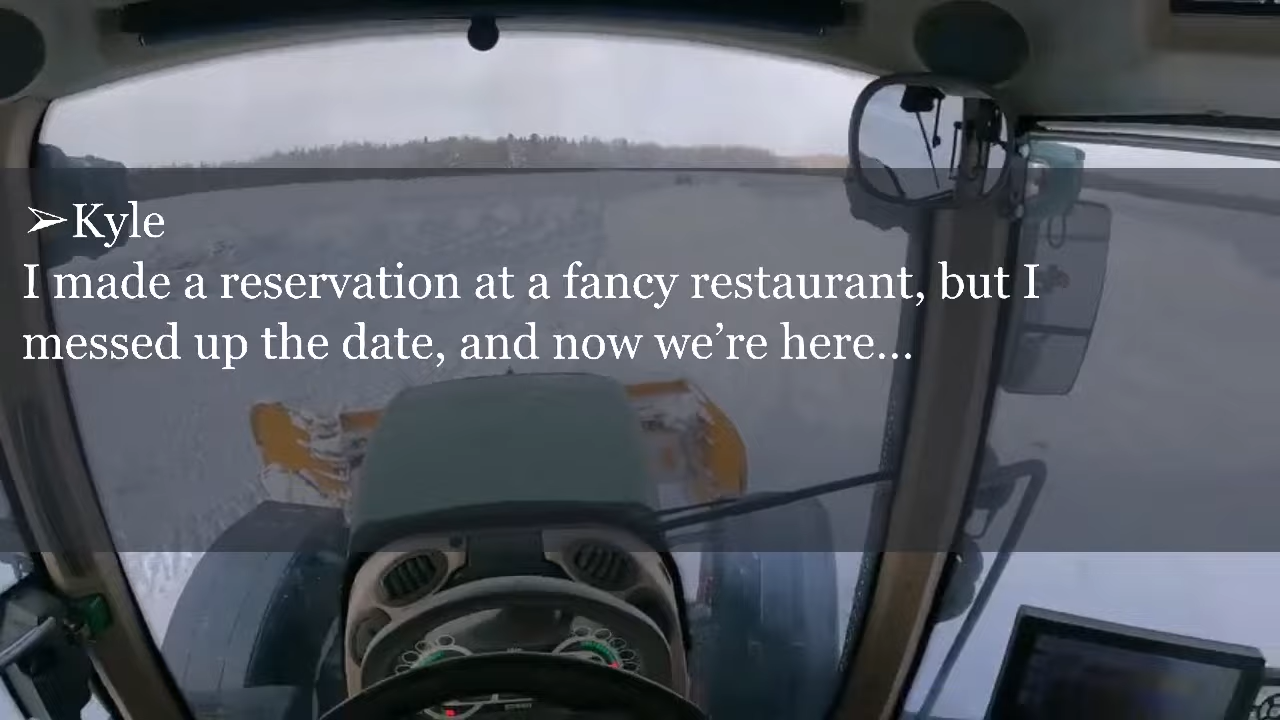 ➢Kyle
I made a reservation at a fancy restaurant, but I
messed up the date, and now we’re here...